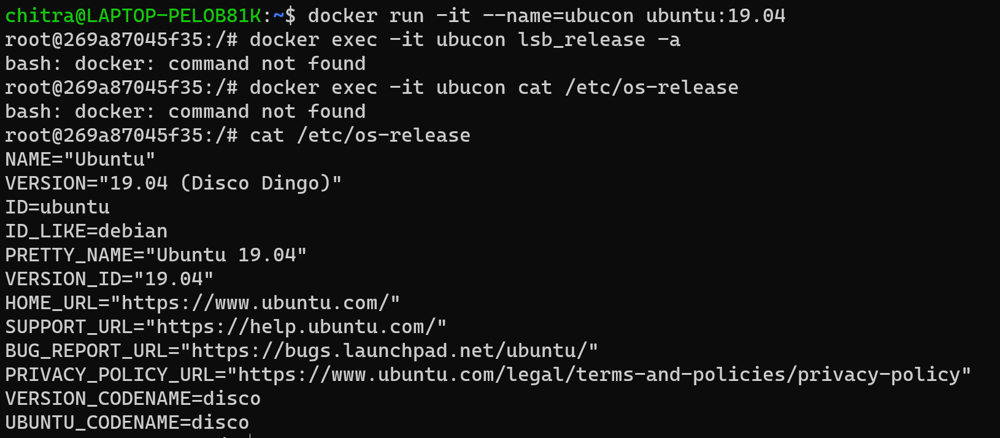 chitra@LAPTOP-PELOB81K:~$ docker run -it --name=ubucon ubuntu:19.04
root@269a87045f35:/# docker exec -it ubucon lsb_release -a
bash: docker: command not found
root@269a87045f35:/# docker exec -it ubucon cat /etc/os-release
bash: docker: command not found
root@269a87045f35:/# cat /etc/os-release
NAME="Ubuntu"
VERSION="19.04 (Disco Dingo)"
ID=ubuntu
ID_LIKE=debian
PRETTY_NAME="Ubuntu 19.04"
VERSION_ID="19.04"
HOME_URL="https://www.ubuntu.com/"
SUPPORT_URL="https://help.ubuntu.com/"
BUG_REPORT_URL="https://bugs.launchpad.net/ubuntu/"
PRIVACY_POLICY_URL="https://www.ubuntu.com/legal/terms-and-policies/privacy-policy"
VERSION_CODENAME=disco
UBUNTU_CODENAME=disco